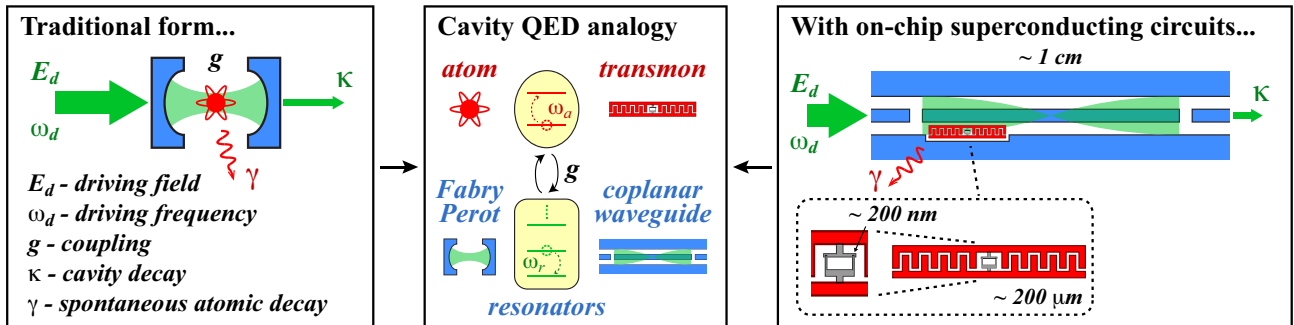 Traditional form...
g
E_d
κ
ω_d
γ
E_d - driving field
ω_d - driving frequency
g - coupling
κ - cavity decay
γ - spontaneous atomic decay
Cavity QED analogy
atom
transmon
ω_a
g
Fabry
Perot
coplanar
waveguide
ω_r
resonators
With on-chip superconducting circuits...
~ 1 cm
E_d
κ
ω_d
γ
~ 200 nm
~ 200 μm